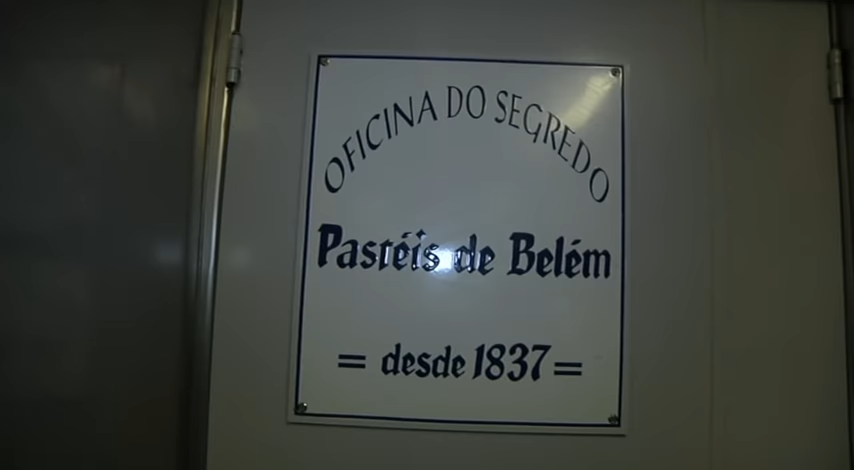 OFICINA DO SEGREDO
Pastéis de Belém
= desde 1837 =